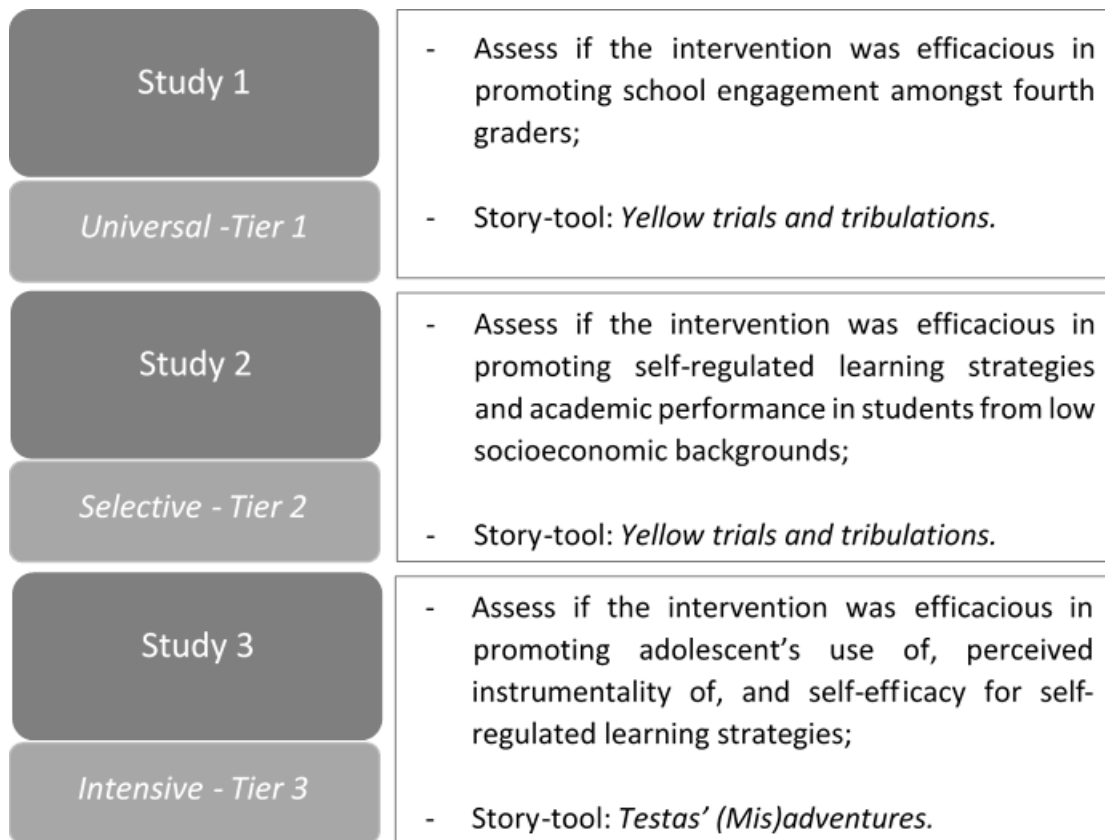 Study 1
Universal -Tier 1
- Assess if the intervention was efficacious in
promoting school engagement amongst fourth
graders;
- Story-tool: Yellow trials and tribulations.
Study 2
Selective - Tier 2
- Assess if the intervention was efficacious in
promoting self-regulated learning strategies
and academic performance in students from low
socioeconomic backgrounds;
- Story-tool: Yellow trials and tribulations.
Study 3
Intensive - Tier 3
- Assess if the intervention was efficacious in
promoting adolescent’s use of, perceived
instrumentality of, and self-efficacy for self-
regulated learning strategies;
- Story-tool: Testas’ (Mis)adventures.